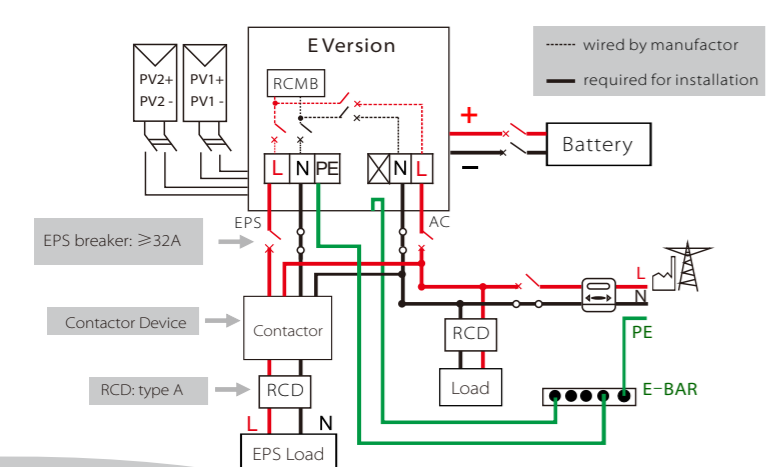 E Version
wired by manufactor
required for installation
PV2+
PV2 -
PV1+
PV1 -
RCMB
+
−
Battery
L N PE
N L
EPS
AC
EPS breaker: ≥32A
L
N
Contactor Device
Contactor
RCD
PE
RCD: type A
RCD
Load
E-BAR
L N
EPS Load